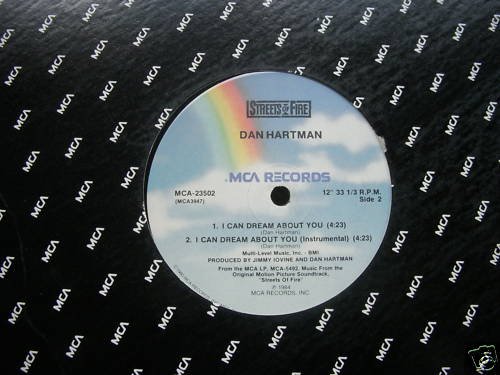 STREETS OF FIRE
DAN HARTMAN
MCA RECORDS
MCA-23502
(MCA3947)
12" 33 1/3 R.P.M.
Side 2
1. I CAN DREAM ABOUT YOU (4:23)
(Dan Hartman)
2. I CAN DREAM ABOUT YOU (Instrumental) (4:23)
(Dan Hartman)
Multi-Level Music, Inc. - BMI
PRODUCED BY JIMMY IOVINE AND DAN HARTMAN
From the MCA LP, MCA-5492, Music From the
Original Motion Picture Soundtrack,
"Streets Of Fire"
℗ 1984
MCA RECORDS, INC.
MCA